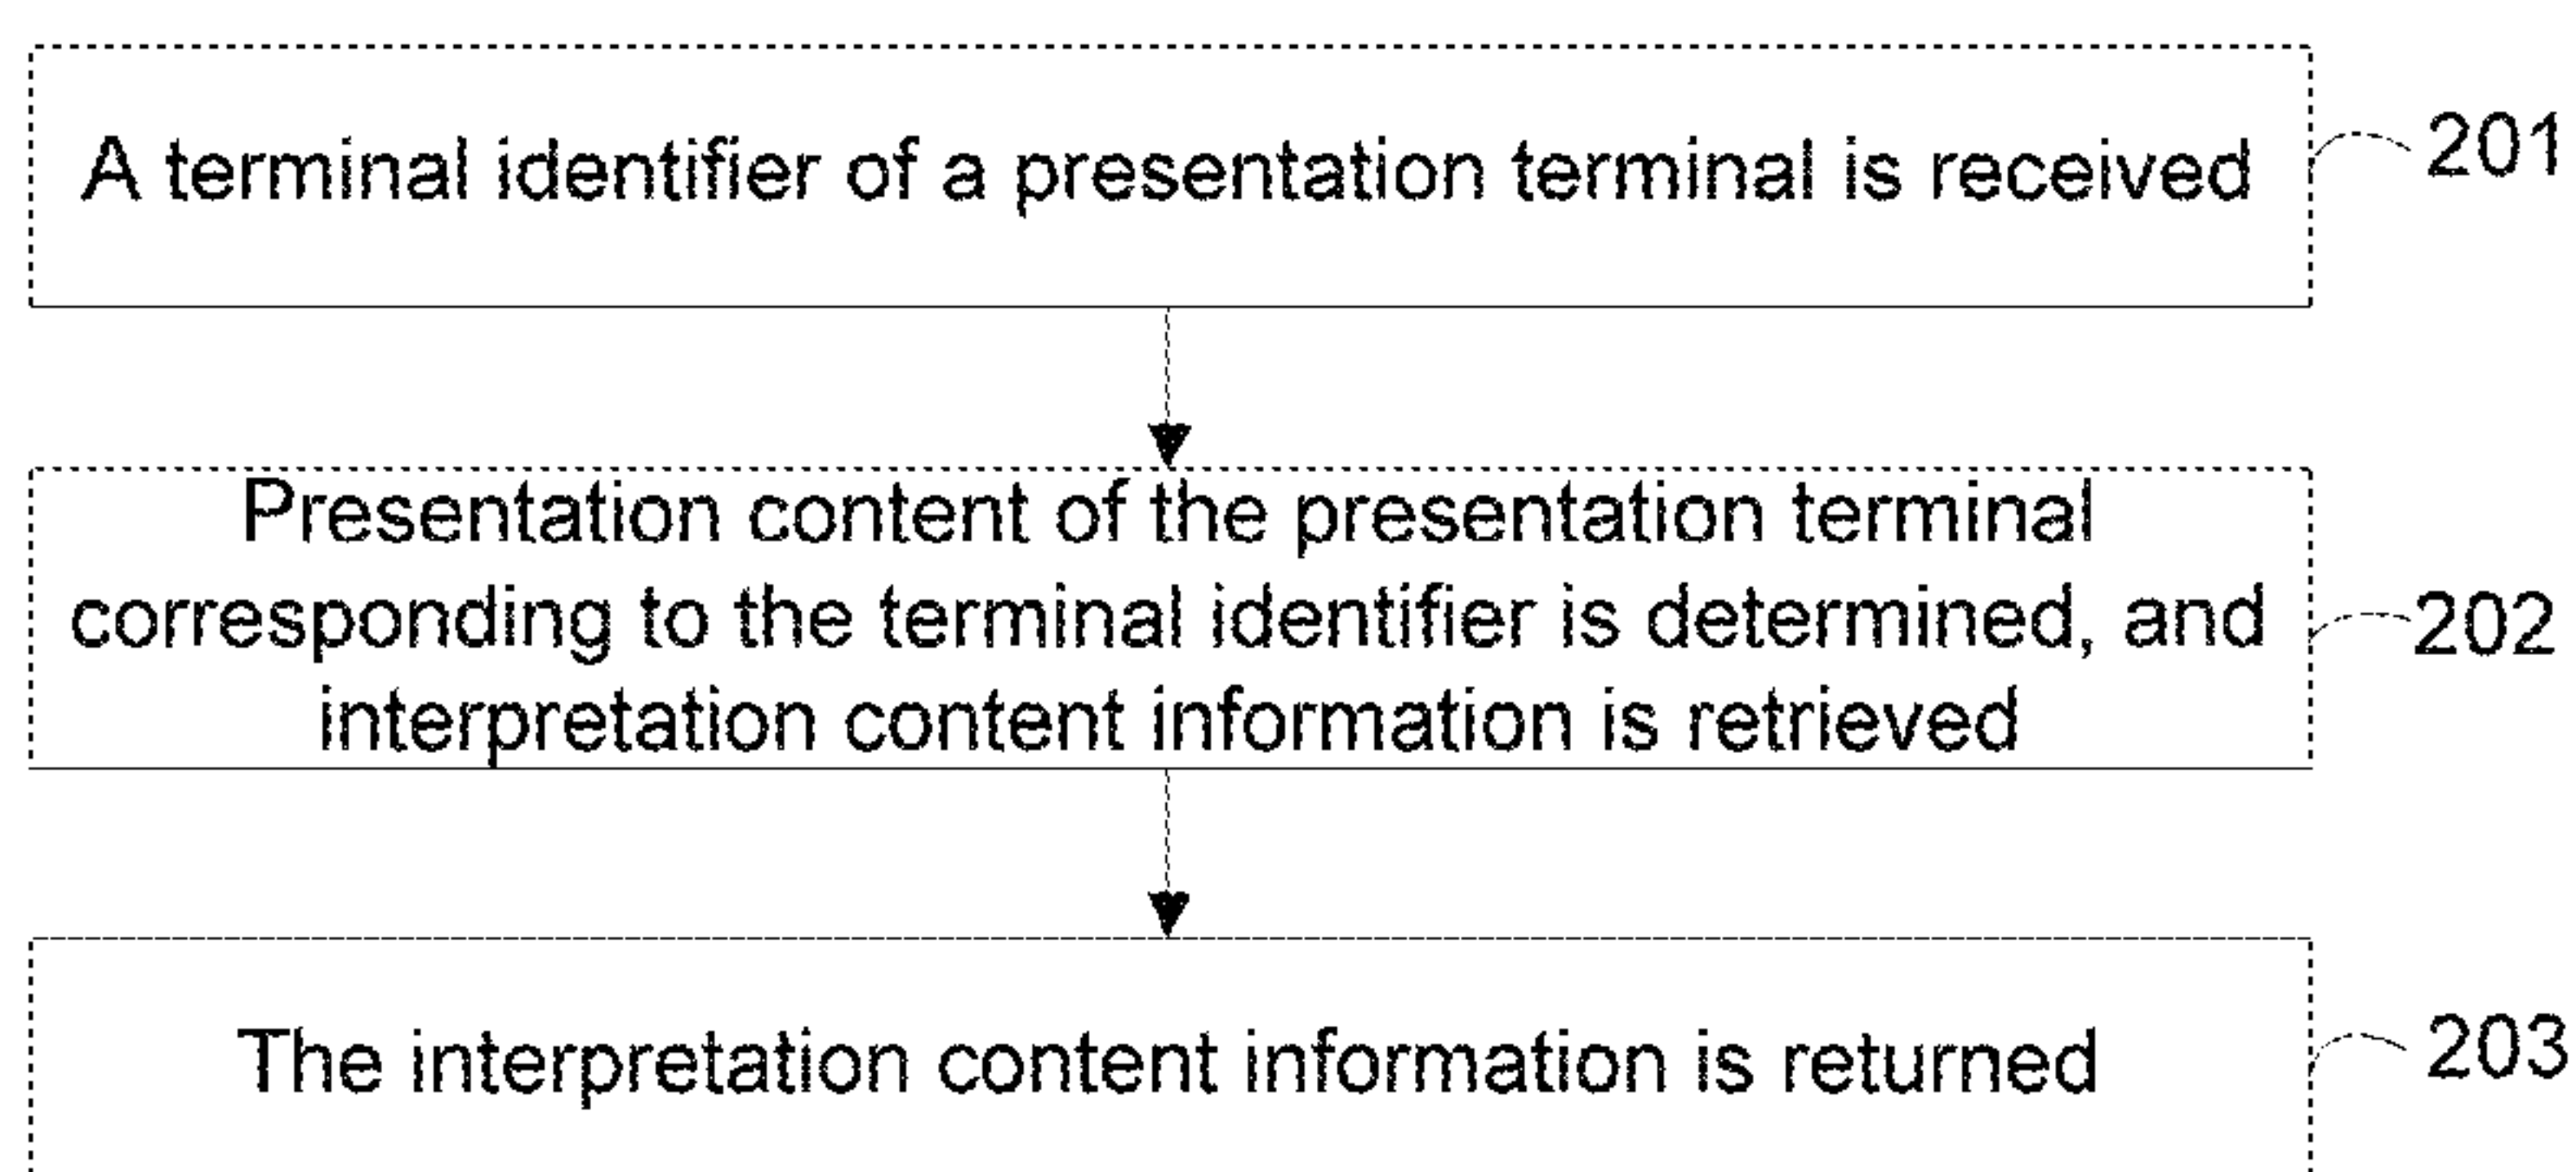 A terminal identifier of a presentation terminal is received
201
Presentation content of the presentation terminal
corresponding to the terminal identifier is determined, and
202
interpretation content information is retrieved
The interpretation content information is returned
203